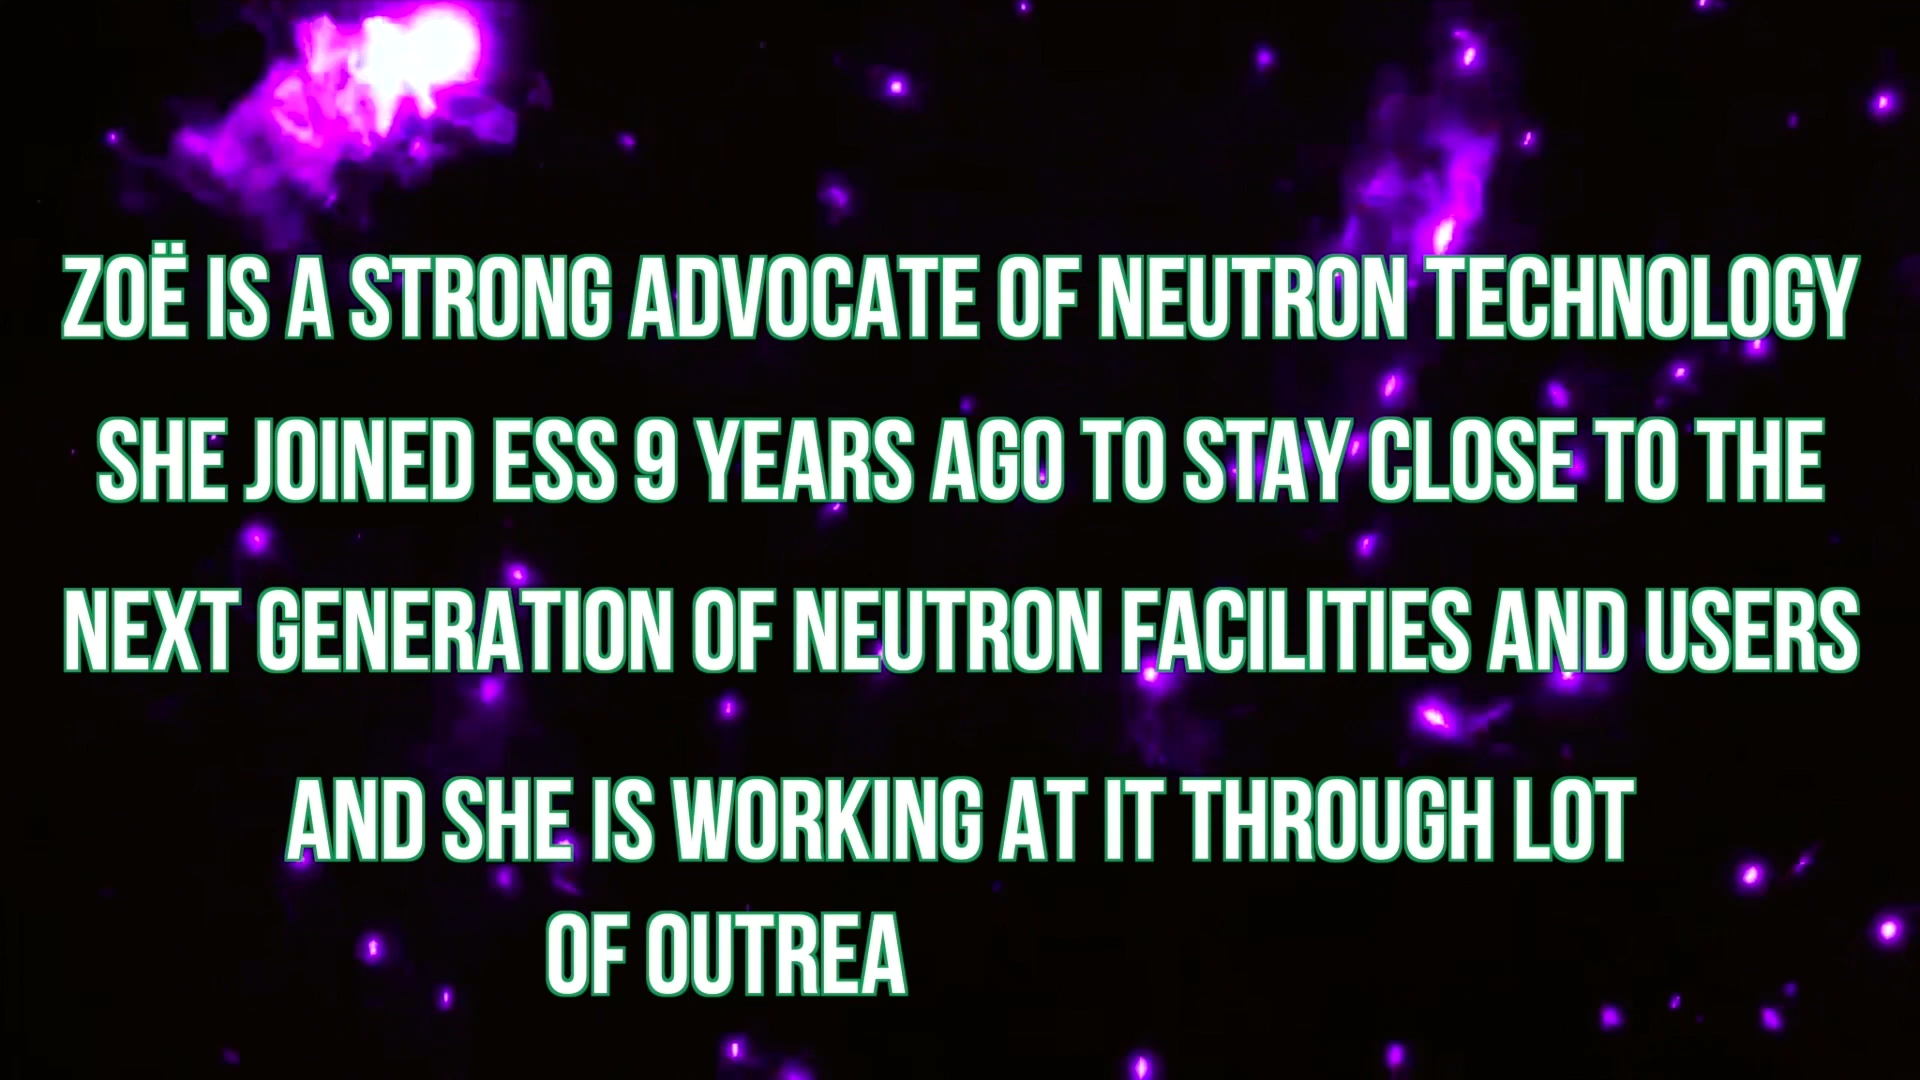 ZOË IS A STRONG ADVOCATE OF NEUTRON TECHNOLOGY
SHE JOINED ESS 9 YEARS AGO TO STAY CLOSE TO THE
NEXT GENERATION OF NEUTRON FACILITIES AND USERS
AND SHE IS WORKING AT IT THROUGH LOT
OF OUTREA